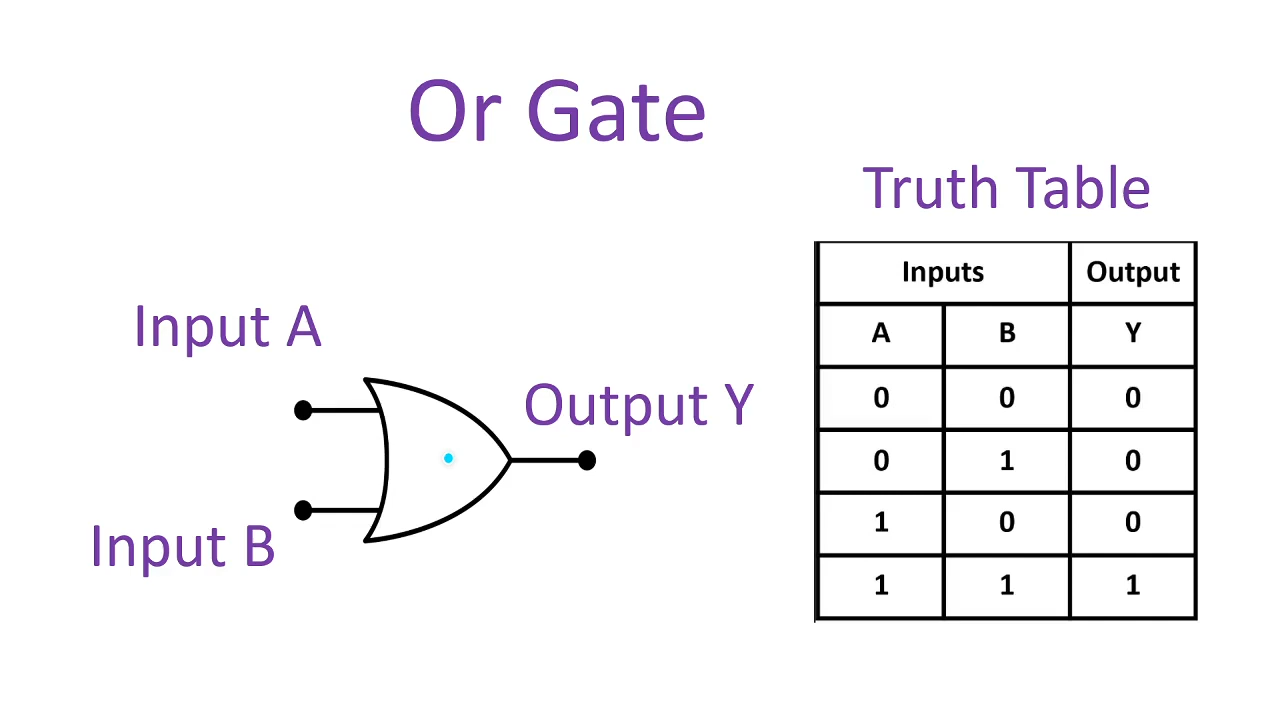 Or Gate
Truth Table
Inputs Output
A B Y
0 0 0
0 1 0
1 0 0
1 1 1
Input A
Output Y
Input B